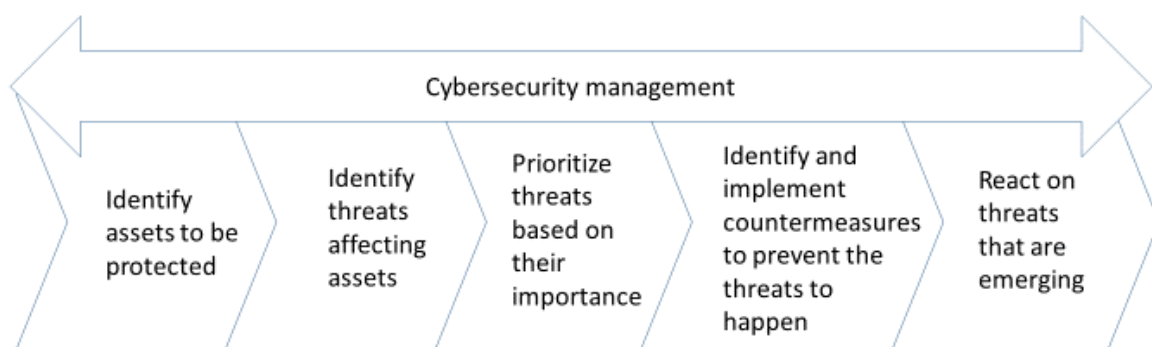 Cybersecurity management
Identify
assets to be
protected
Identify
threats
affecting
assets
Prioritize
threats
based on
their
importance
Identify and
implement
countermeasures
to prevent the
threats to
happen
React on
threats
that are
emerging